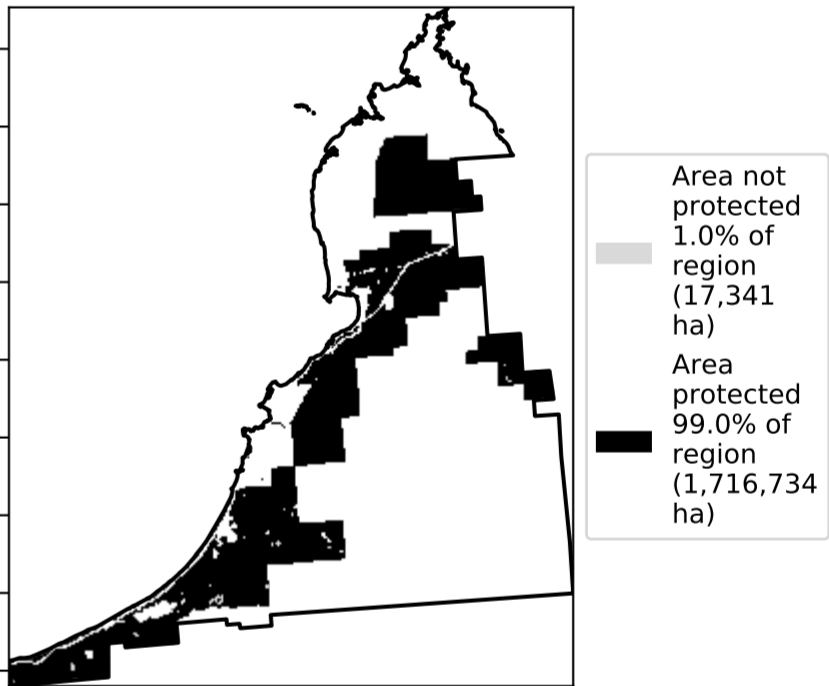 Area not
protected
1.0% of
region
(17,341
ha)
Area
protected
99.0% of
region
(1,716,734
ha)